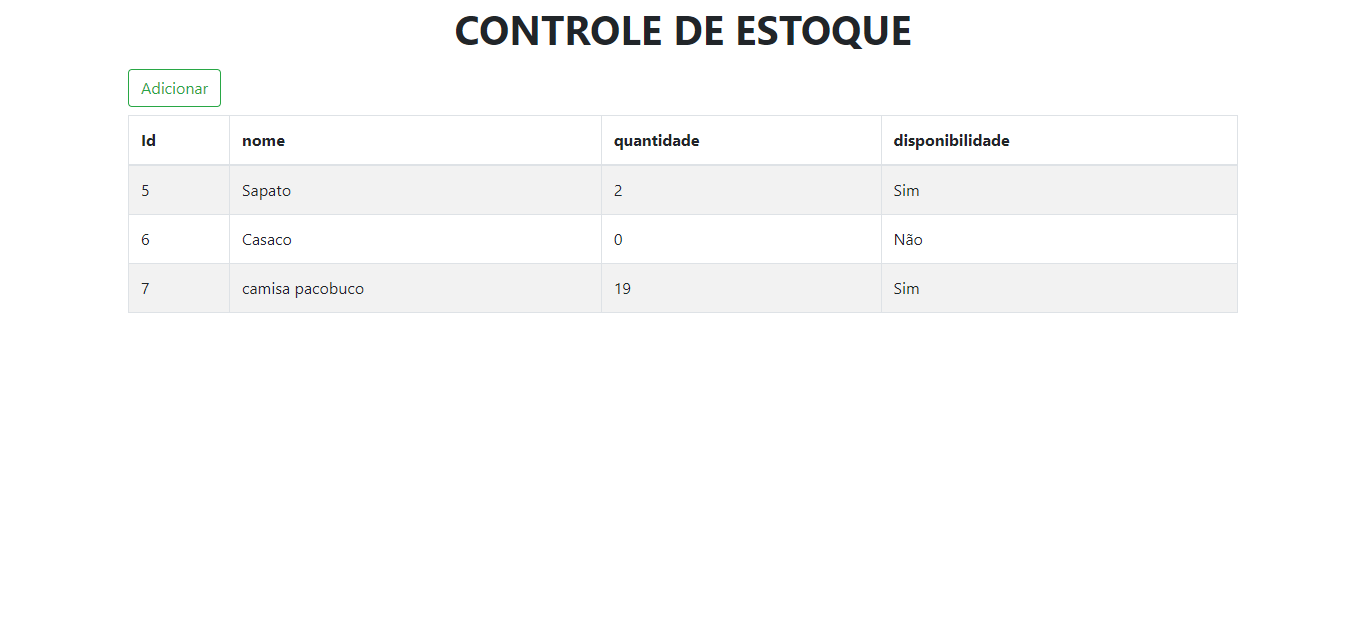 CONTROLE DE ESTOQUE
Adicionar
Id nome quantidade disponibilidade
5 Sapato 2 Sim
6 Casaco 0 Não
7 camisa pacobuco 19 Sim